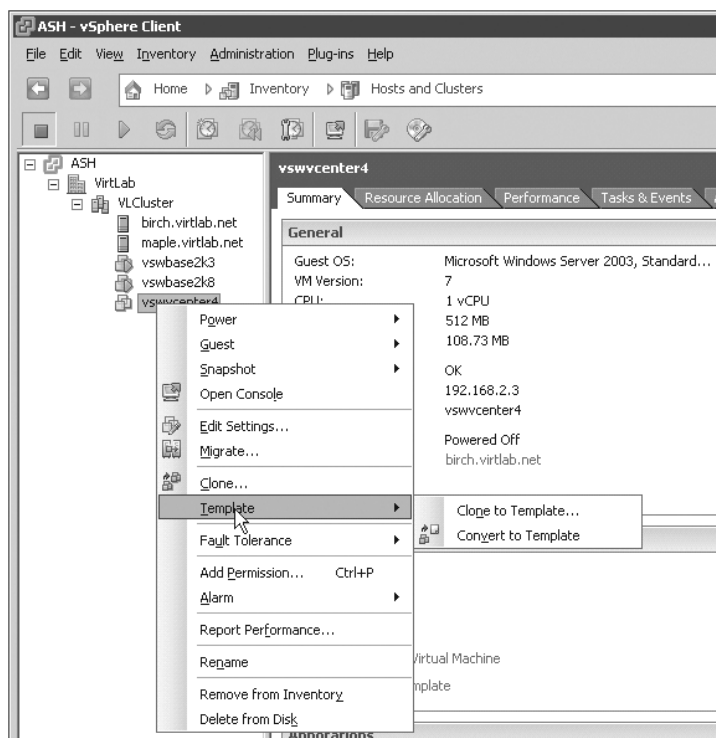 ASH - vSphere Client
File Edit View Inventory Administration Plug-ins Help
Home Inventory Hosts and Clusters
ASH
VirtLab
VLCluster
birch.virtlab.net
maple.virtlab.net
vswbase2k3
vswbase2k8
vswvcenter4
vswvcenter4
Summary Resource Allocation Performance Tasks & Events
General
Guest OS: Microsoft Windows Server 2003, Standard...
VM Version: 7
CPU: 1 vCPU
512 MB
108.73 MB
OK
192.168.2.3
vswvcenter4
Powered Off
birch.virtlab.net
Power
Guest
Snapshot
Open Console
Edit Settings...
Migrate...
Clone...
Template
Fault Tolerance
Add Permission... Ctrl+P
Alarm
Report Performance...
Rename
Remove from Inventory
Delete from Disk
Clone to Template...
Convert to Template
Virtual Machine
mplate
Annotations